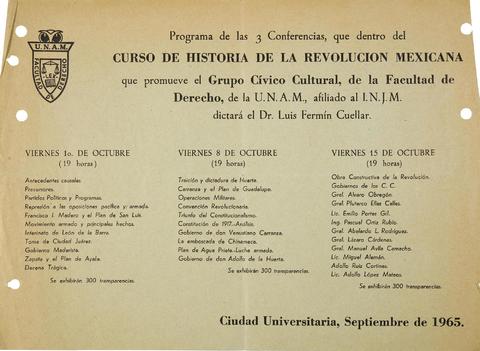 U.N.A.M.
FACULTAD DE DERECHO
LEX
Programa de las 3 Conferencias, que dentro del
CURSO DE HISTORIA DE LA REVOLUCION MEXICANA
que promueve el Grupo Cívico Cultural, de la Facultad de
Derecho, de la U.N.A.M., afiliado al I.N.J.M.
dictará el Dr. Luis Fermín Cuellar.
VIERNES 1o. DE OCTUBRE
(19 horas)
Antecedentes causales.
Precursores.
Partidos Políticos y Programas.
Represión a las oposiciones pacífica y armada.
Francisco I. Madero y el Plan de San Luis.
Movimiento armado y principales hechos.
Interinato de León de la Barra.
Toma de Ciudad Juárez.
Gobierno Maderista.
Zapata y el Plan de Ayala.
Decena Trágica.
Se exhibirán 300 transparencias.
VIERNES 8 DE OCTUBRE
(19 horas)
Traición y dictadura de Huerta.
Carranza y el Plan de Guadalupe.
Operaciones Militares.
Convención Revolucionaria.
Triunfo del Constitucionalismo.
Constitución de 1917.-Análisis.
Gobierno de don Venustiano Carranza.
La emboscada de Chinameca.
Plan de Agua Prieta.-Lucha armada.
Gobierno de don Adolfo de la Huerta.
Se exhibirán 300 transparencias.
VIERNES 15 DE OCTUBRE
(19 horas)
Obra Constructiva de la Revolución.
Gobiernos de los C. C.
Gral. Alvaro Obregón.
Gral Plutarco Elías Calles.
Lic. Emilio Portes Gil.
Ing. Pascual Ortiz Rubio.
Gral. Abelardo L. Rodríguez.
Gral. Lázaro Cárdenas.
Gral. Manuel Avila Camacho.
Lic. Miguel Alemán.
Adolfo Ruiz Cortines.
Lic. Adolfo López Mateos.
Se exhibirán 300 transparencias.
Ciudad Universitaria, Septiembre de 1965.